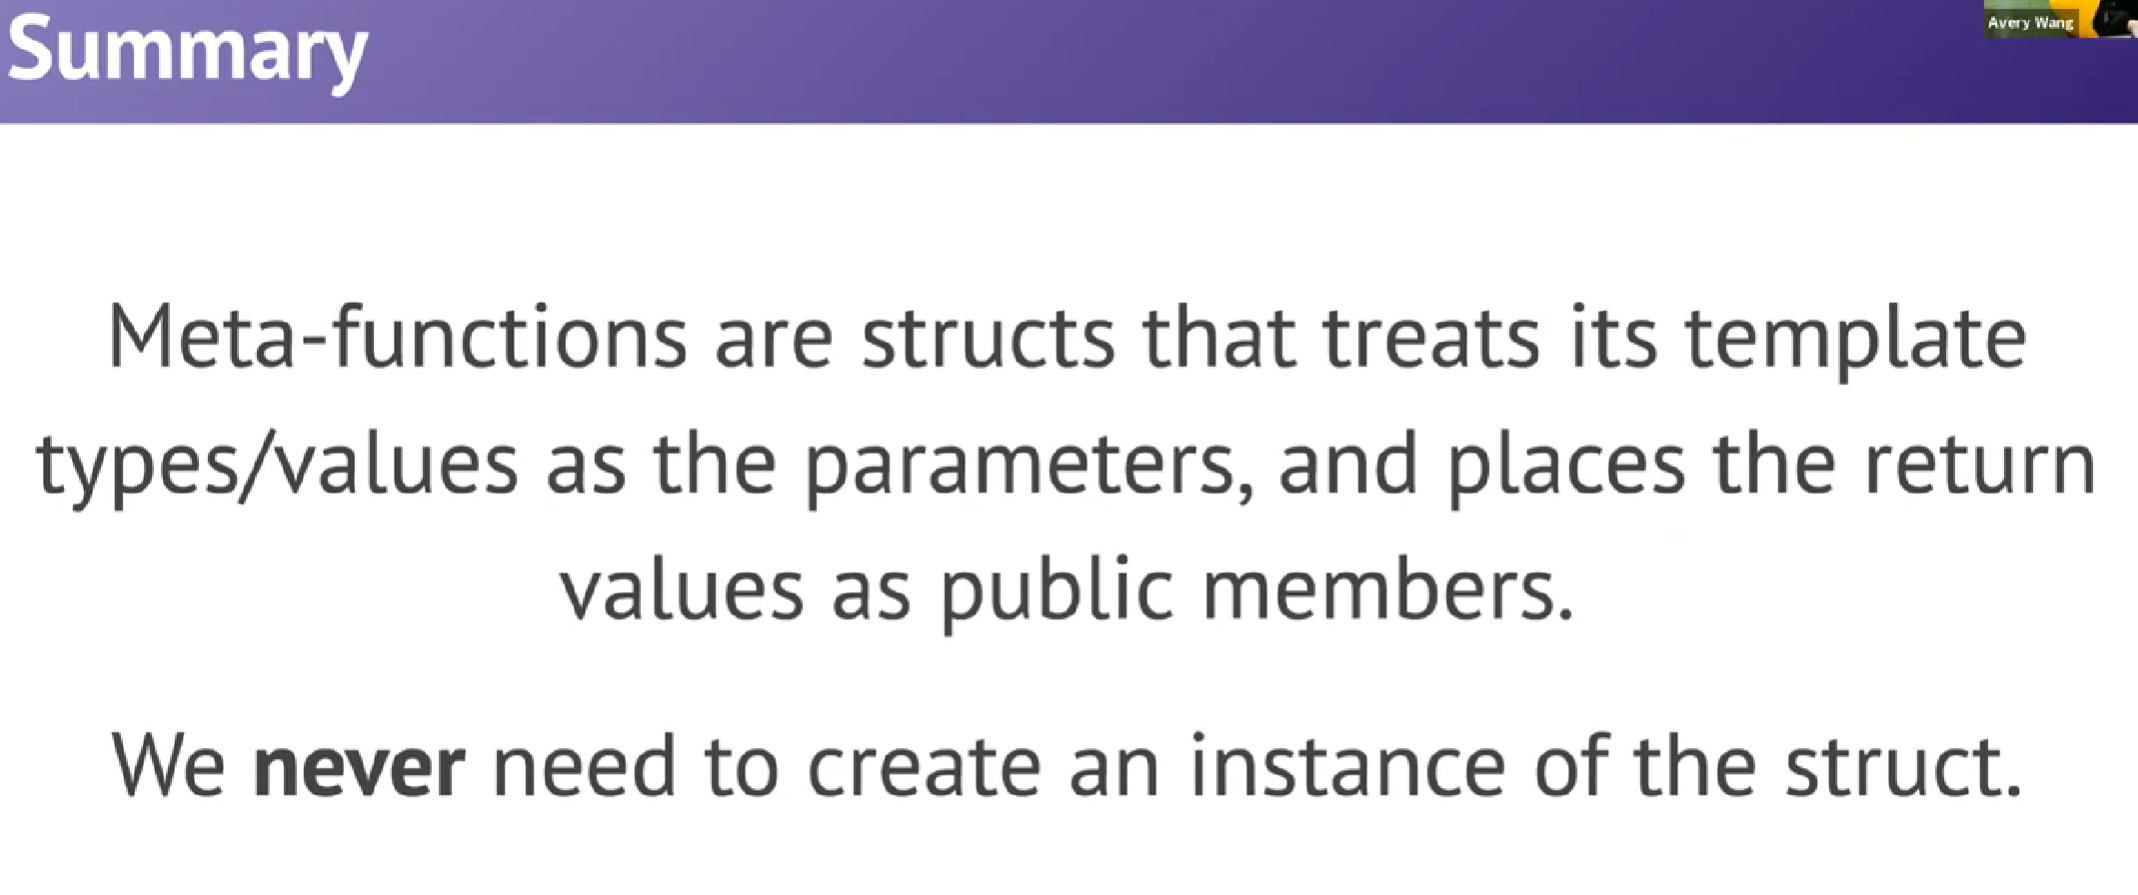 Summary
Avery Wang
Meta-functions are structs that treats its template
types/values as the parameters, and places the return
values as public members.
We never need to create an instance of the struct.